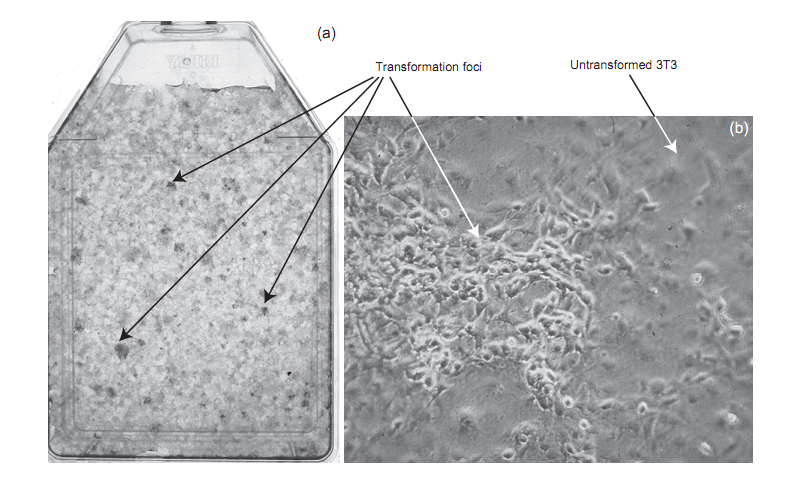 (a)
Transformation foci
Untransformed 3T3
(b)